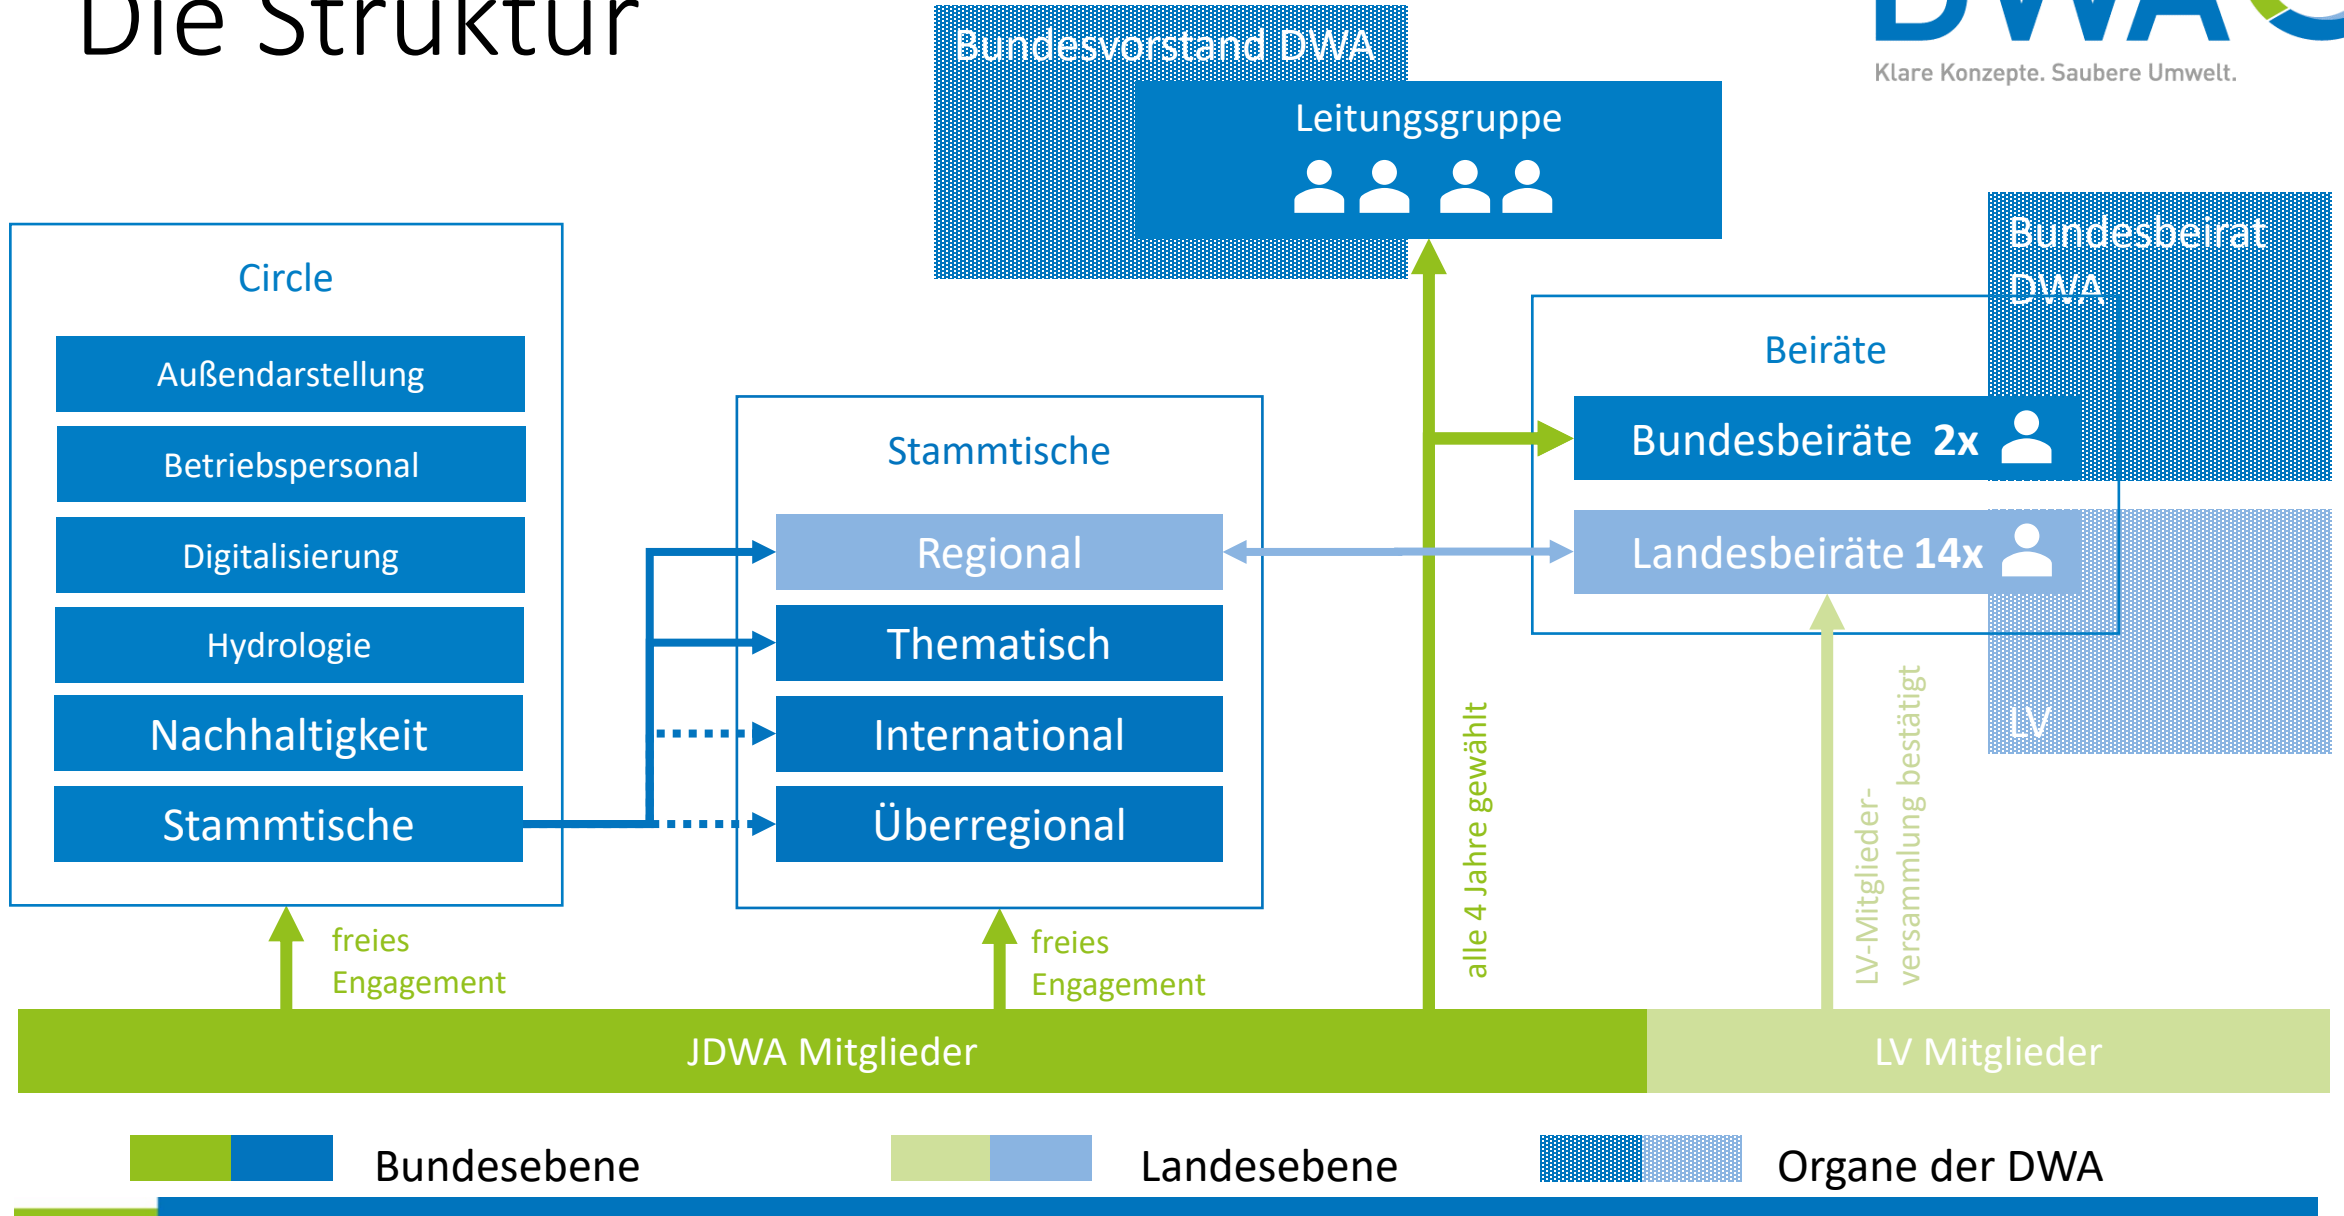 Die Struktur
DWA
Klare Konzepte. Saubere Umwelt.
Bundesvorstand DWA
Leitungsgruppe
Bundesbeirat
DWA
Circle
Außendarstellung
Betriebspersonal
Digitalisierung
Hydrologie
Nachhaltigkeit
Stammtische
Stammtische
Regional
Thematisch
International
Überregional
Beiräte
Bundesbeiräte 2x
Landesbeiräte 14x
LV
freies
Engagement
freies
Engagement
alle 4 Jahre gewählt
LV-Mitglieder-
versammlung bestätigt
JDWA Mitglieder
LV Mitglieder
Bundesebene
Landesebene
Organe der DWA